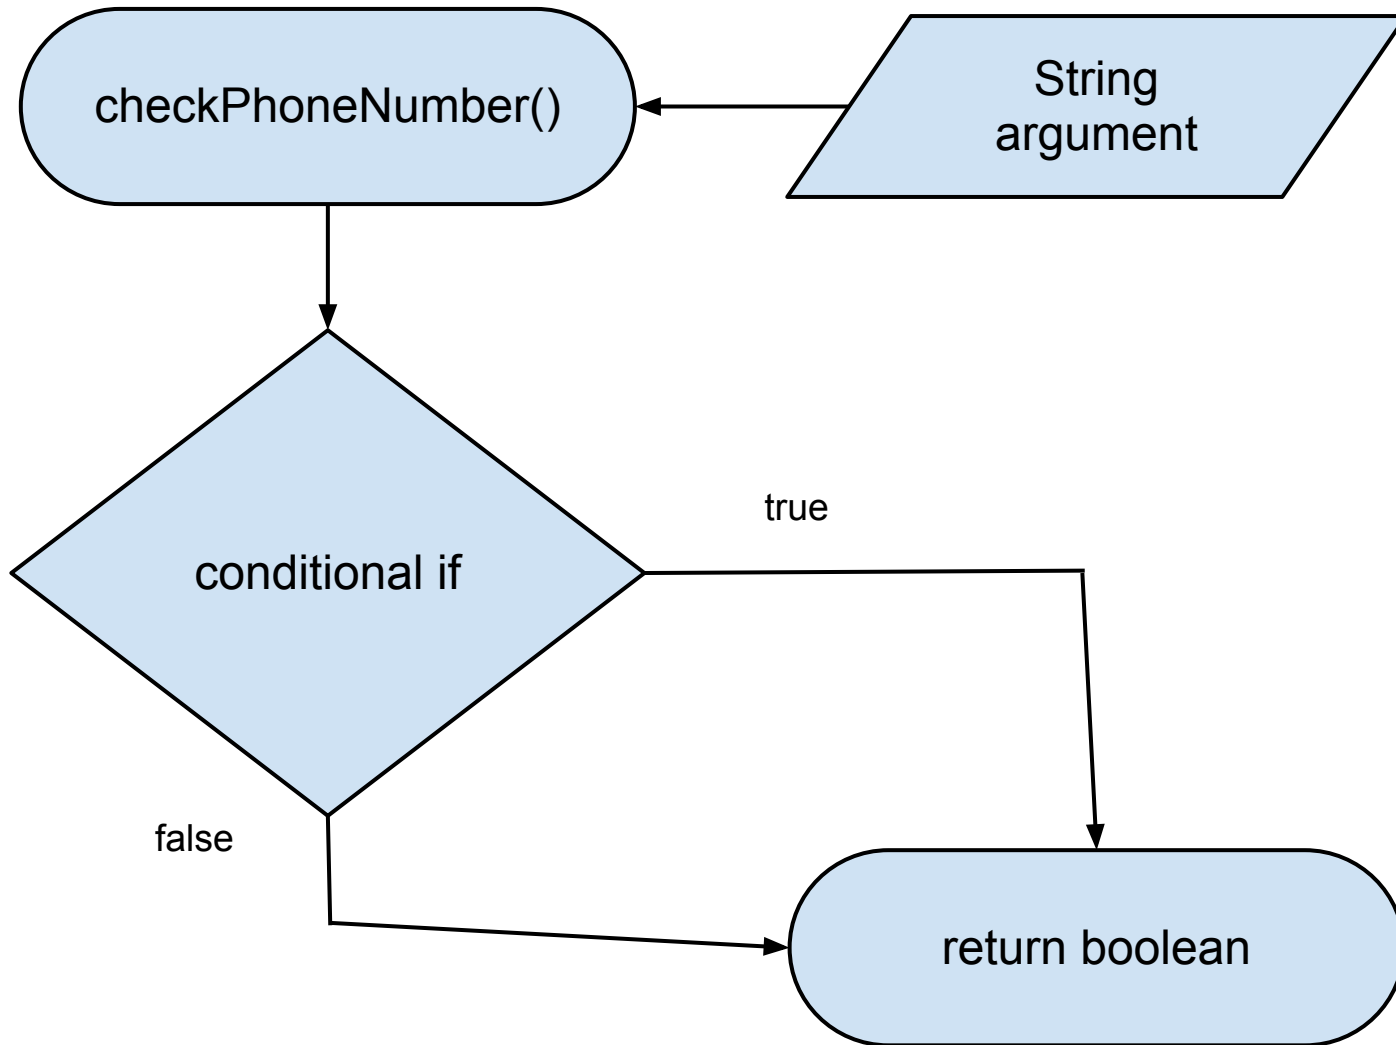 checkPhoneNumber()
String
argument
conditional if
true
false
return boolean